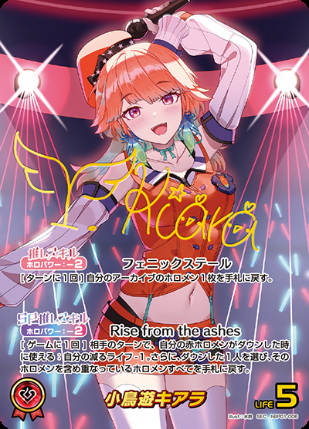 Kiara
推しスキル
ホロパワー：-2
フェニックステール
[ターンに1回]自分のアーカイブのホロメン1枚を手札に戻す。
SP推しスキル
ホロパワー：-2
Rise from the ashes
[ゲームに1回]相手のターンで、自分の赤ホロメンがダウンした時
に使える：自分の減るライフ-1。さらに、ダウンした1人を選び、その
ホロメンを含め重なっているホロメンすべてを手札に戻す。
小鳥遊キアラ
LIFE 5